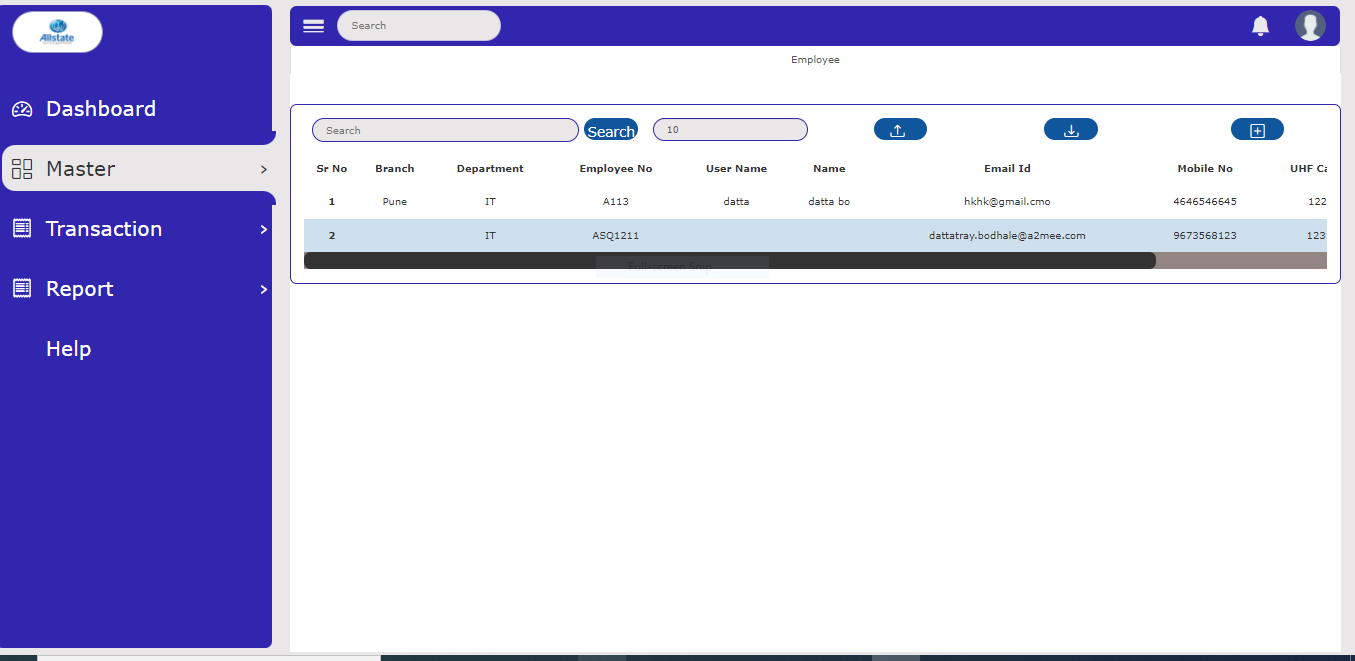 Allstate
Search
Employee
Dashboard
Master
Transaction
Report
Help
Search Search 10
Sr No Branch Department Employee No User Name Name Email Id Mobile No UHF Ca
1 Pune IT A113 datta datta bo hkhk@gmail.cmo 4646546645 122
2 IT ASQ1211 dattatray.bodhale@a2mee.com 9673568123 123
Full-screen Snip